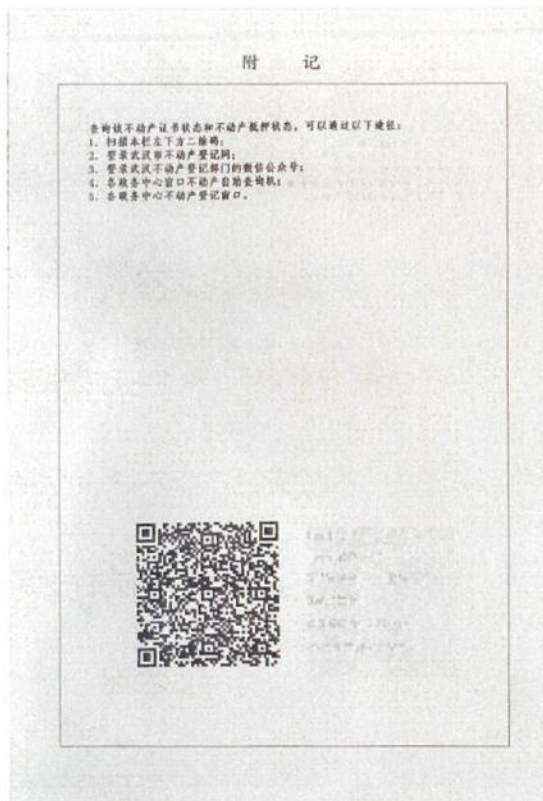 附 记
查询该不动产证书状态和不动产抵押状态，可以通过以下途径：
1、扫描本栏左下方二维码；
2、登录武汉市不动产登记网；
3、登录武汉不动产登记部门的微信公众号；
4、各政务中心窗口不动产自助查询机；
5、各政务中心不动产登记窗口。